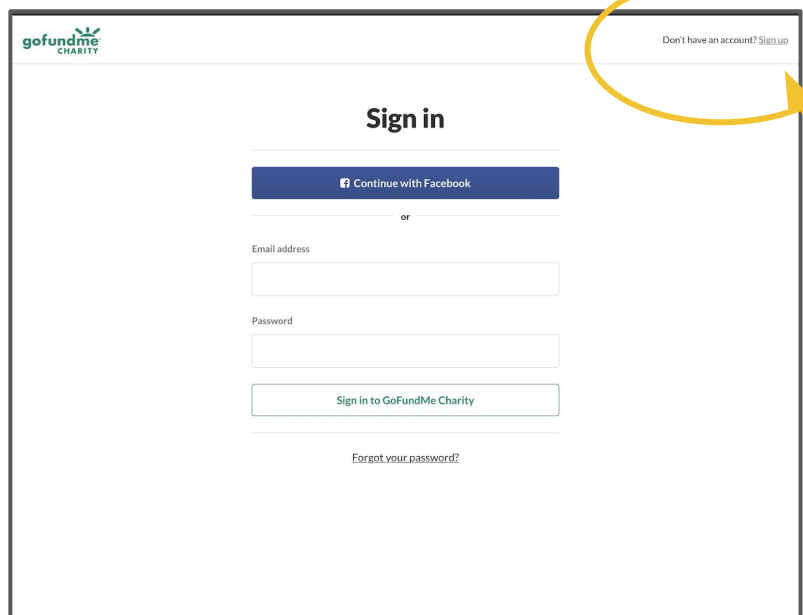 gofundme
CHARITY
Don't have an account? Sign up
Sign in
Continue with Facebook
or
Email address
Password
Sign in to GoFundMe Charity
Forgot your password?